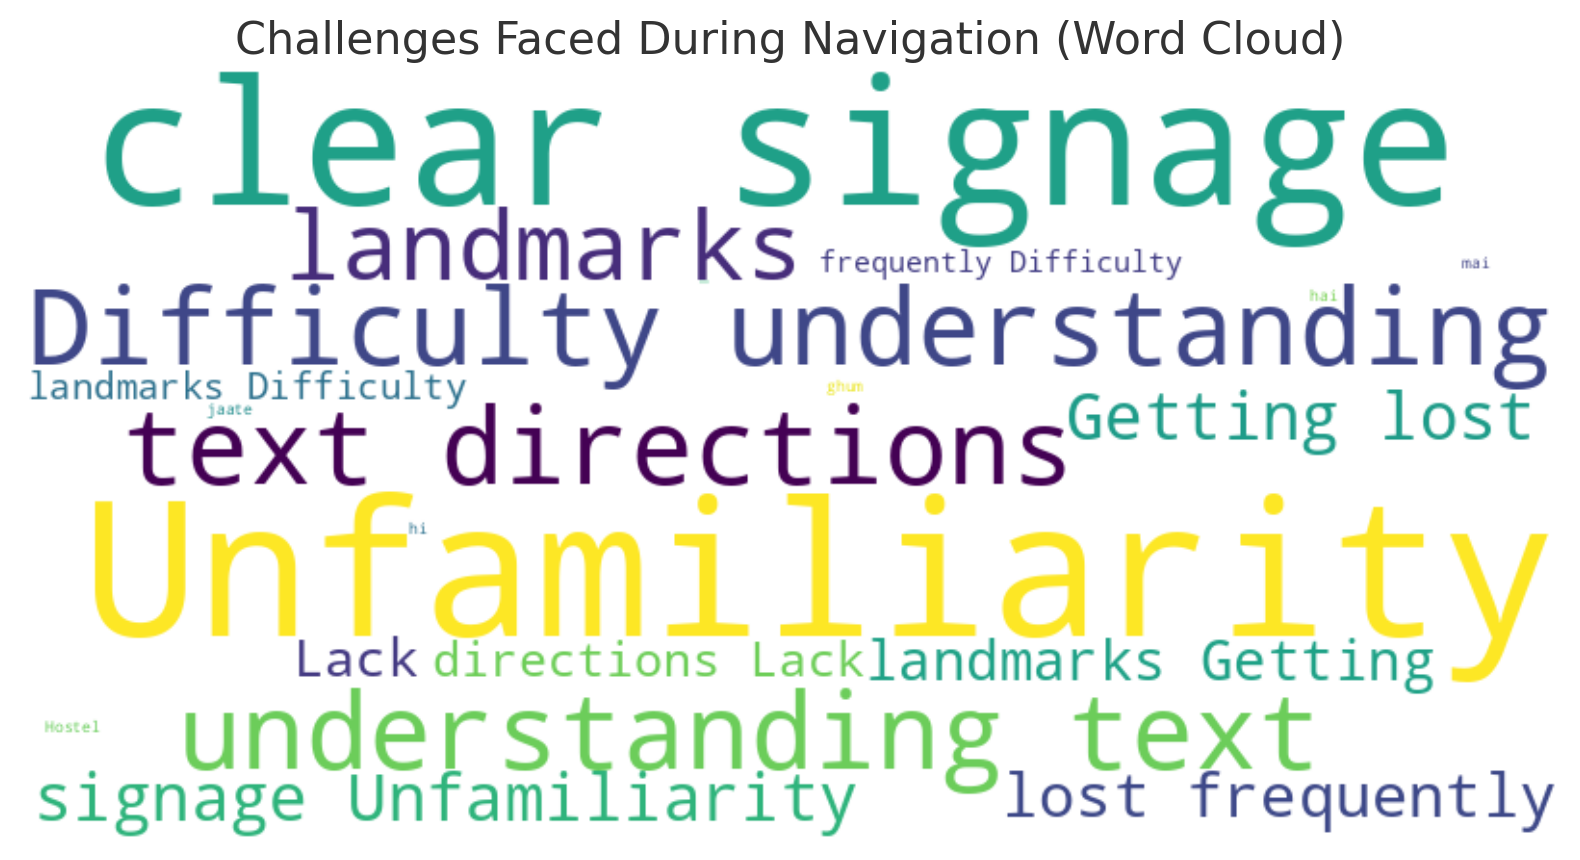 Challenges Faced During Navigation (Word Cloud)
clear signage
landmarks
frequently Difficulty
mai
hai
Difficulty understanding
landmarks Difficulty
ghum
jaate
text directions
Getting lost
Unfamiliarity
hi
Lack
directions Lack
landmarks Getting
Hostel
understanding text
signage Unfamiliarity
lost frequently